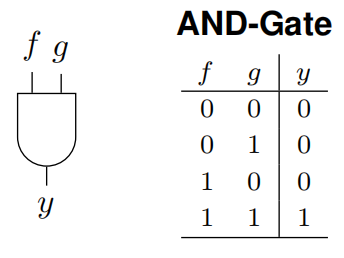 f g
y
AND-Gate
f g y
0 0 0
0 1 0
1 0 0
1 1 1